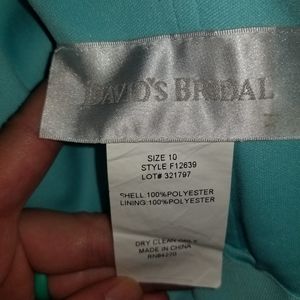 DAVID'S BRIDAL
SIZE 10
STYLE F12639
LOT# 321797
SHELL:100%POLYESTER
LINING:100%POLYESTER
DRY CLEAN ONLY
MADE IN CHINA
RN84270